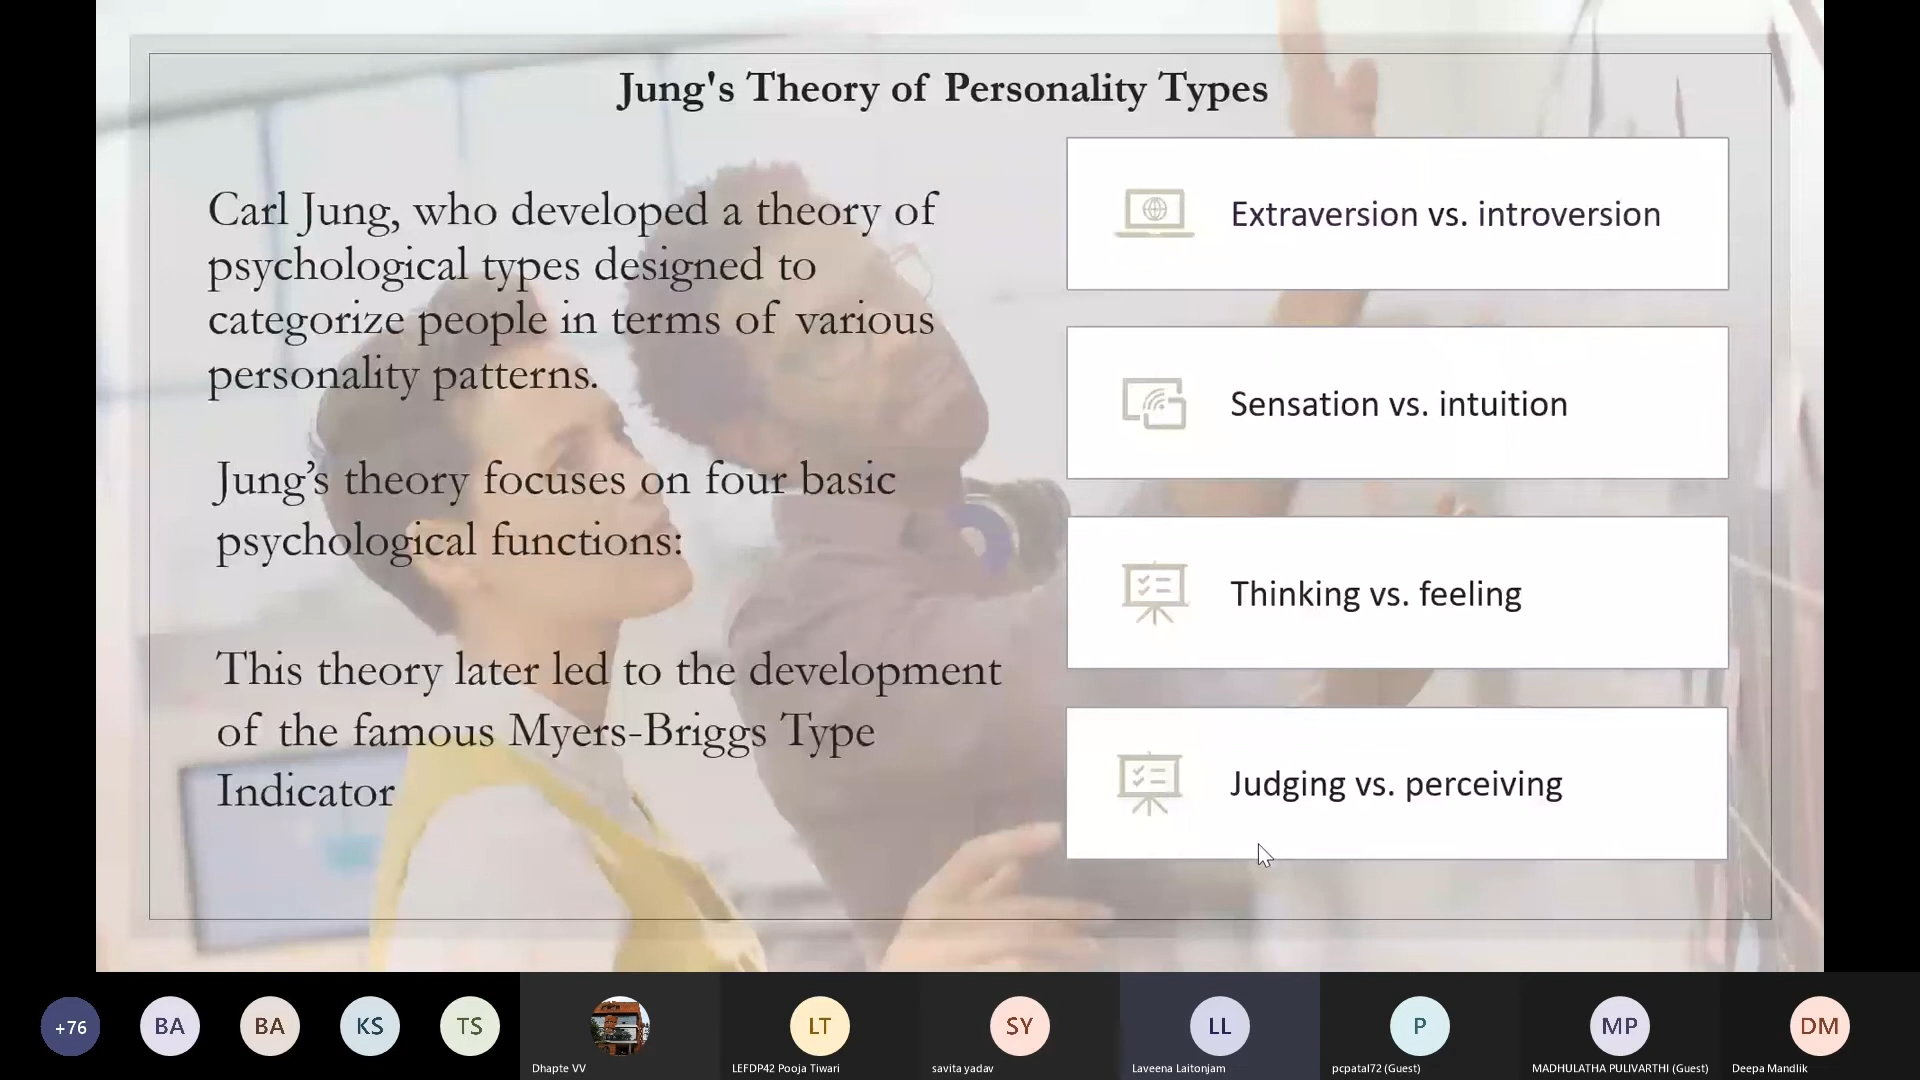 Jung's Theory of Personality Types
Carl Jung, who developed a theory of
psychological types designed to
categorize people in terms of various
personality patterns.
Jung’s theory focuses on four basic
psychological functions:
This theory later led to the development
of the famous Myers-Briggs Type
Indicator
Extraversion vs. introversion
Sensation vs. intuition
Thinking vs. feeling
Judging vs. perceiving
+76
BA
BA
KS
TS
Dhapte VV
LT
LEFDP42 Pooja Tiwari
SY
savita yadav
LL
Laveena Laitonjam
P
pcpatal72 (Guest)
MP
MADHULATHA PULIVARTHI (Guest)
DM
Deepa Mandlik